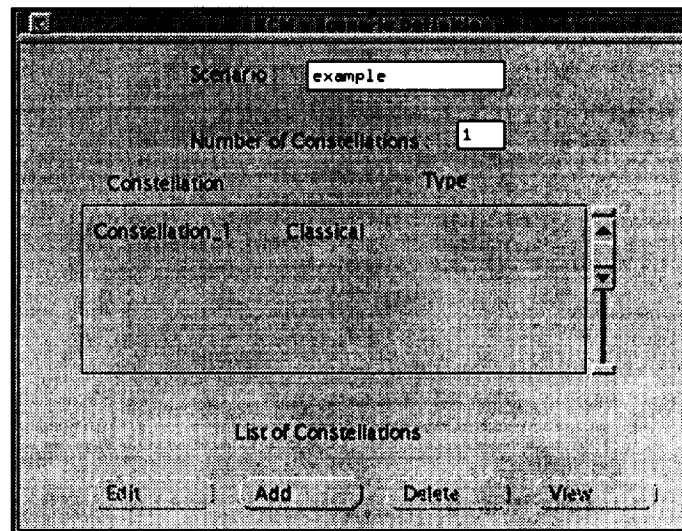 Scenario : example
Number of Constellations : 1
Constellation Type
Constellation_1 Classical
List of Constellations
Edit Add Delete View